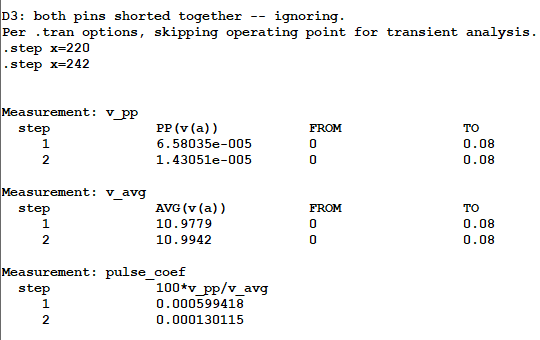 D3: both pins shorted together -- ignoring.
Per .tran options, skipping operating point for transient analysis.
.step x=220
.step x=242
Measurement: v_pp
step PP(v(a)) FROM TO
1 6.58035e-005 0 0.08
2 1.43051e-005 0 0.08
Measurement: v_avg
step AVG(v(a)) FROM TO
1 10.9779 0 0.08
2 10.9942 0 0.08
Measurement: pulse_coef
step 100*v_pp/v_avg
1 0.000599418
2 0.000130115